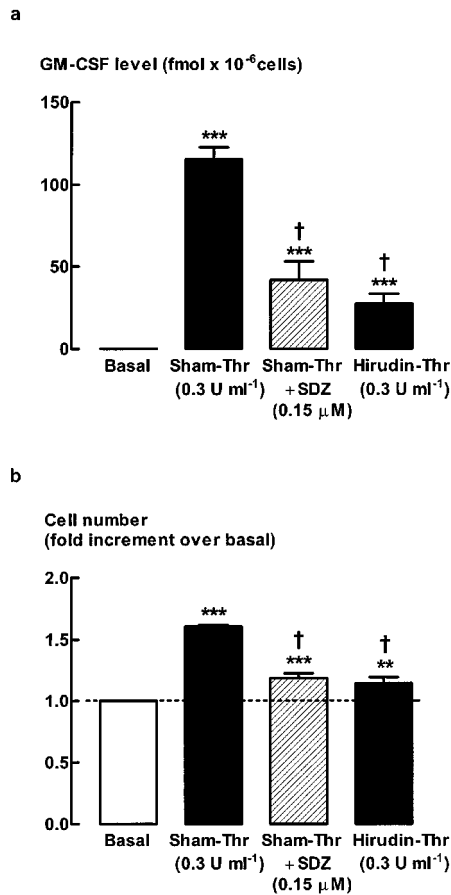 a
GM-CSF level (fmol x 10⁻⁶cells)
150
***
100
†
***
†
***
50
0
Basal Sham-Thr Sham-Thr Hirudin-Thr
(0.3 U ml⁻¹) +SDZ (0.3 U ml⁻¹)
(0.15 μM)
b
Cell number
(fold increment over basal)
2.0
***
1.5
†
***
†
**
1.0
0.5
0.0
Basal Sham-Thr Sham-Thr Hirudin-Thr
(0.3 U ml⁻¹) +SDZ (0.3 U ml⁻¹)
(0.15 μM)